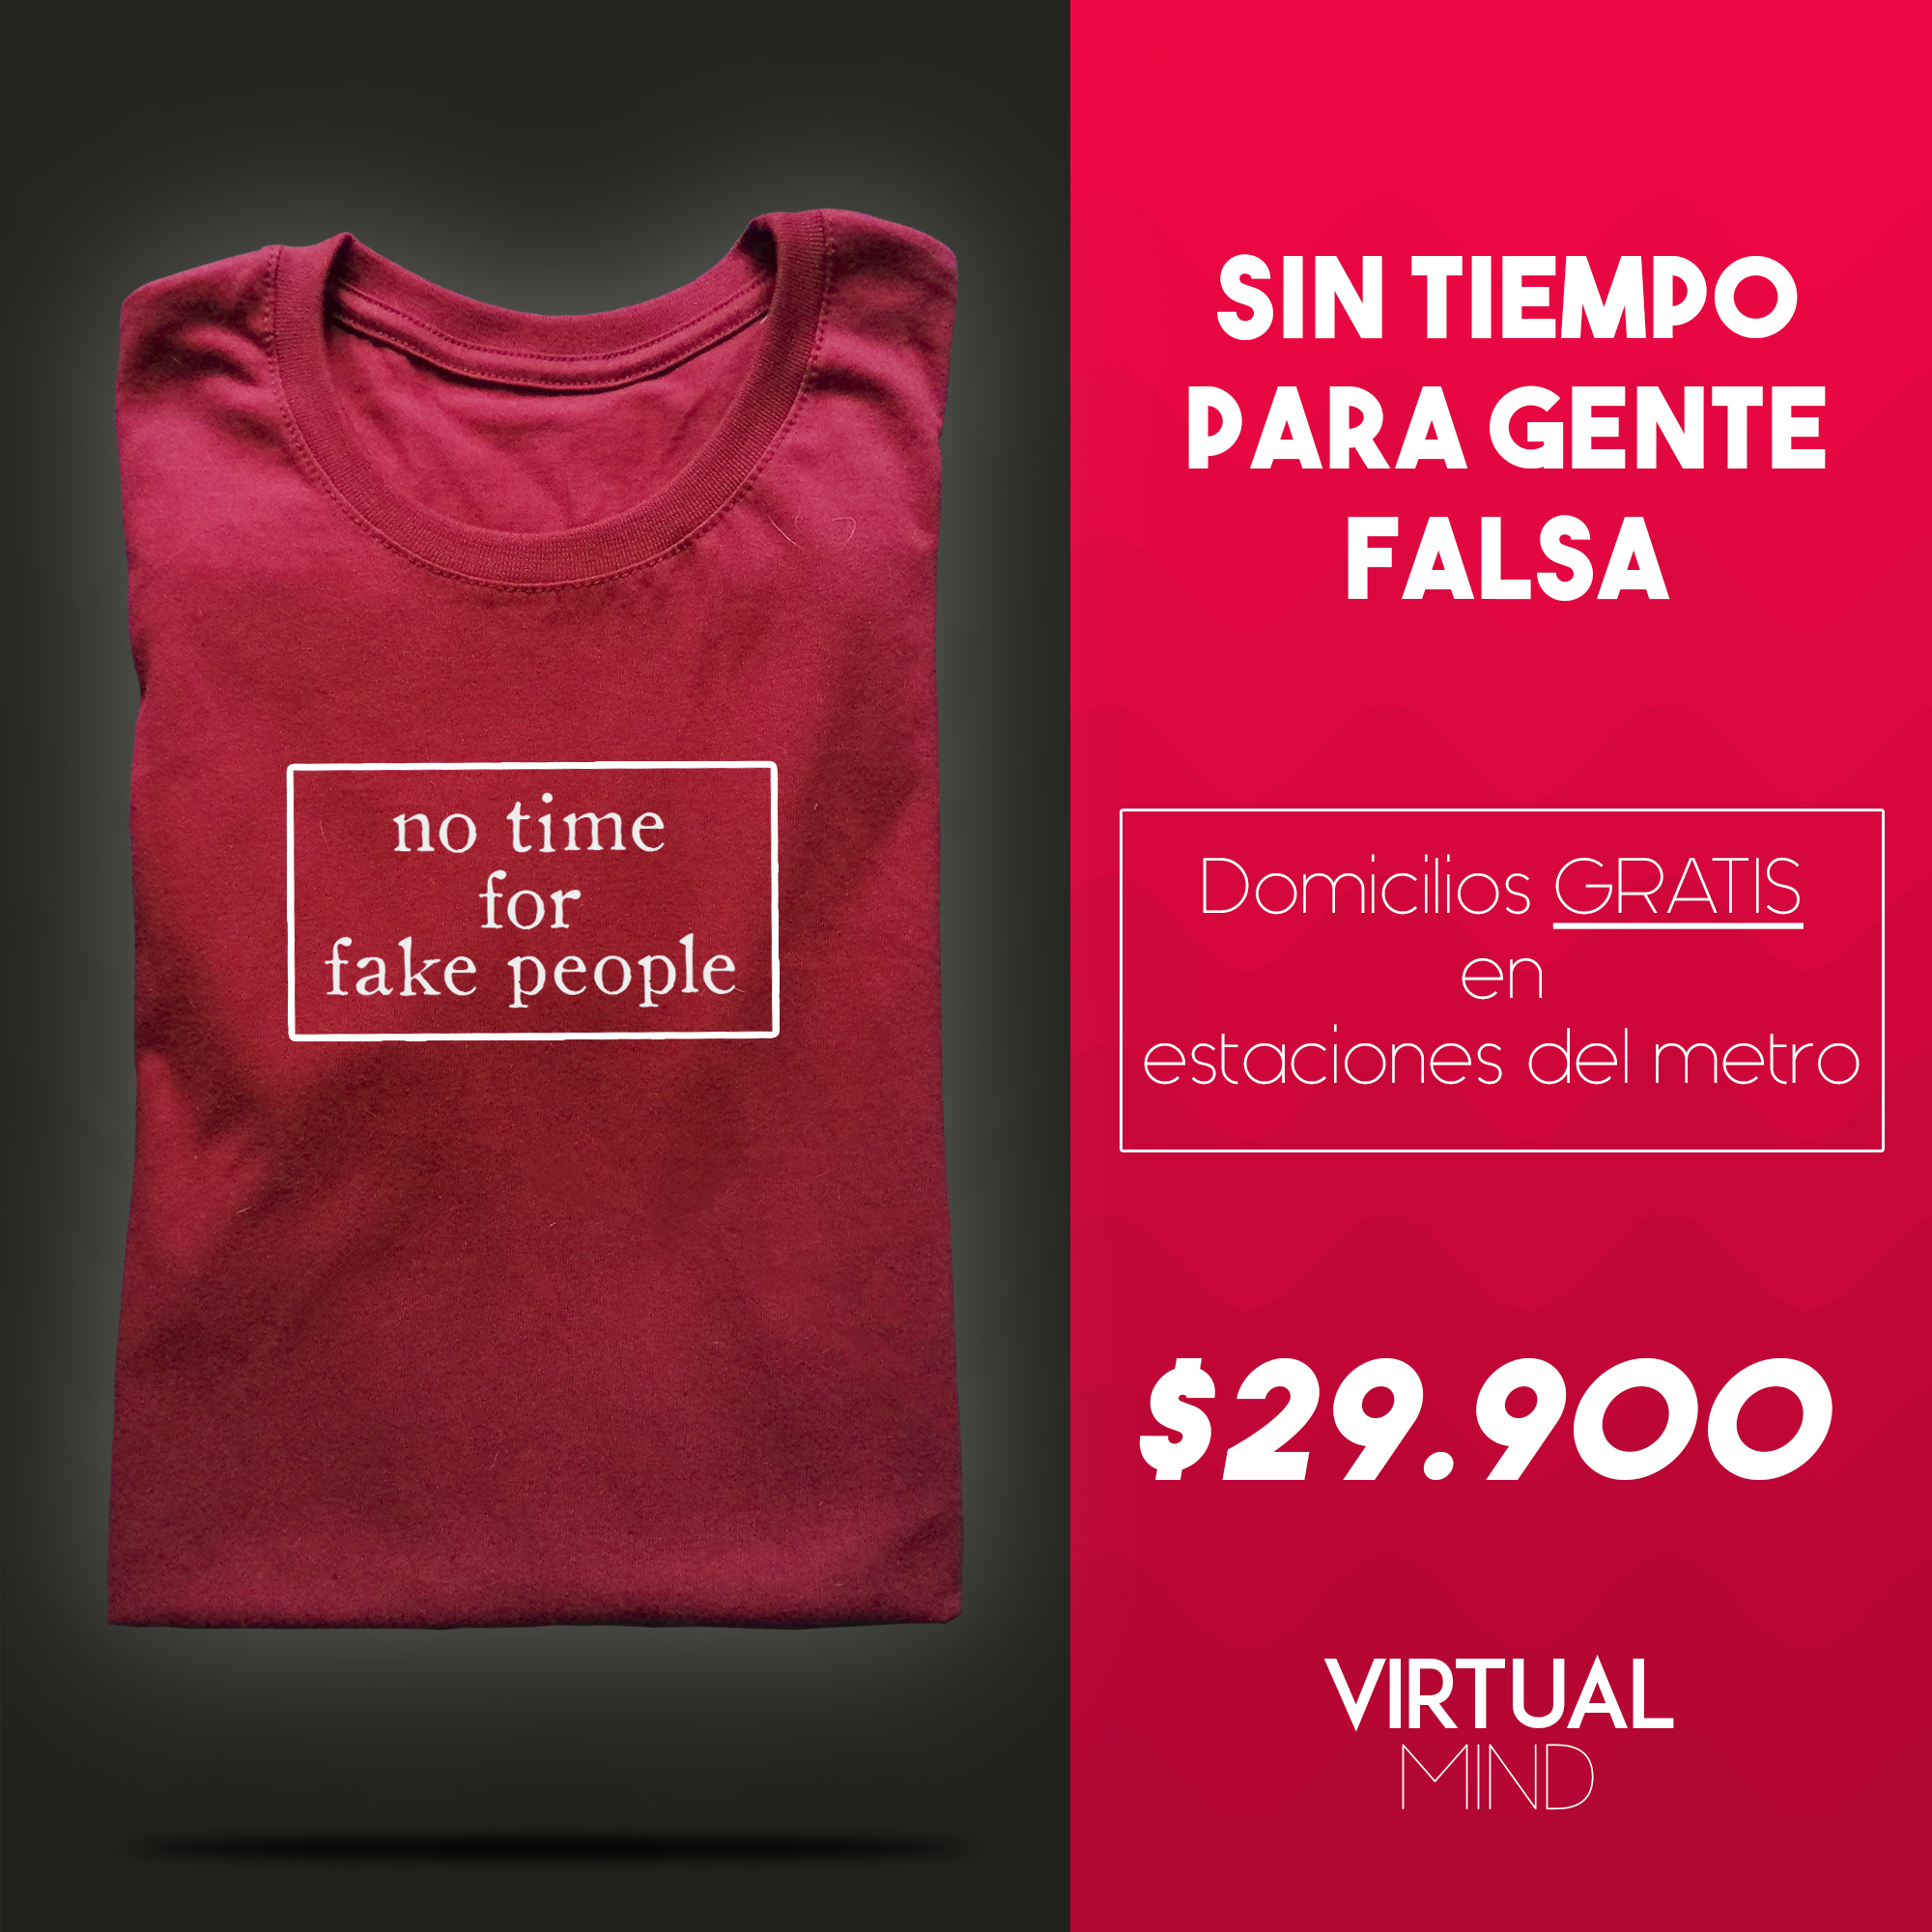 no time
for
fake people
SIN TIEMPO
PARA GENTE
FALSA
Domicilios GRATIS
en
estaciones del metro
$29.900
VIRTUAL
MIND